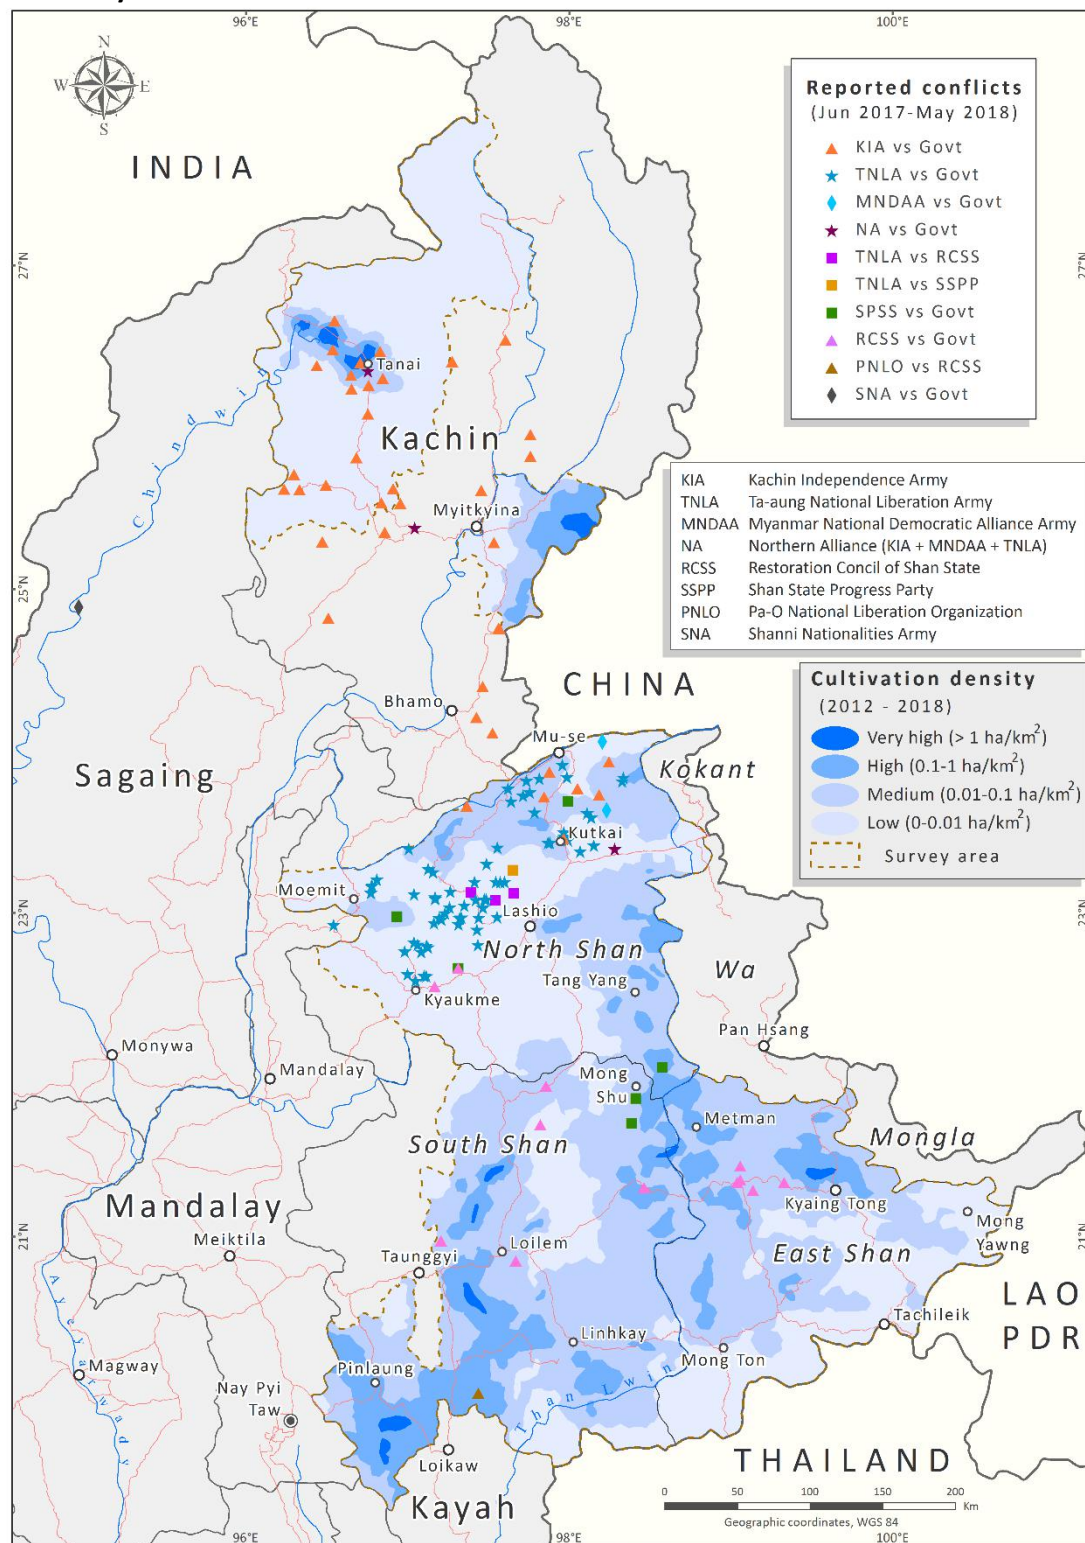 96°E
98°E
100°E
N
W E
S
INDIA
Reported conflicts
(Jun 2017-May 2018)
KIA vs Govt
TNLA vs Govt
MNDAA vs Govt
NA vs Govt
TNLA vs RCSS
TNLA vs SSPP
SPSS vs Govt
RCSS vs Govt
PNLO vs RCSS
SNA vs Govt
27°N
27°N
Tanai
Chindwin
Kachin
KIA Kachin Independence Army
TNLA Ta-aung National Liberation Army
MNDAA Myanmar National Democratic Alliance Army
NA Northern Alliance (KIA + MNDAA + TNLA)
RCSS Restoration Concil of Shan State
SSPP Shan State Progress Party
PNLO Pa-O National Liberation Organization
SNA Shanni Nationalities Army
Myitkyina
25°N
25°N
CHINA
Cultivation density
(2012 - 2018)
Very high (> 1 ha/km²)
High (0.1-1 ha/km²)
Medium (0.01-0.1 ha/km²)
Low (0-0.01 ha/km²)
Survey area
Bhamo
Mu-se
Sagaing
Kokant
Kutkai
Moemit
Lashio
23°N
23°N
North Shan
Wa
Tang Yang
Kyaukme
Pan Hsang
Monywa
Mandalay
Mong
Shu
Metman
South Shan
Mongla
Mandalay
Kyaing Tong
Meiktila
Taunggyi
Loilem
Mong
Yawng
21°N
21°N
East Shan
Ayeyarwady
LAO
PDR
Tachileik
Linhkay
Mong Ton
Magway
Pinlaung
Nay Pyi
Taw
Than Lwin
Loikaw
THAILAND
Kayah
0 50 100 150 200
Km
Geographic coordinates, WGS 84
96°E
98°E
100°E